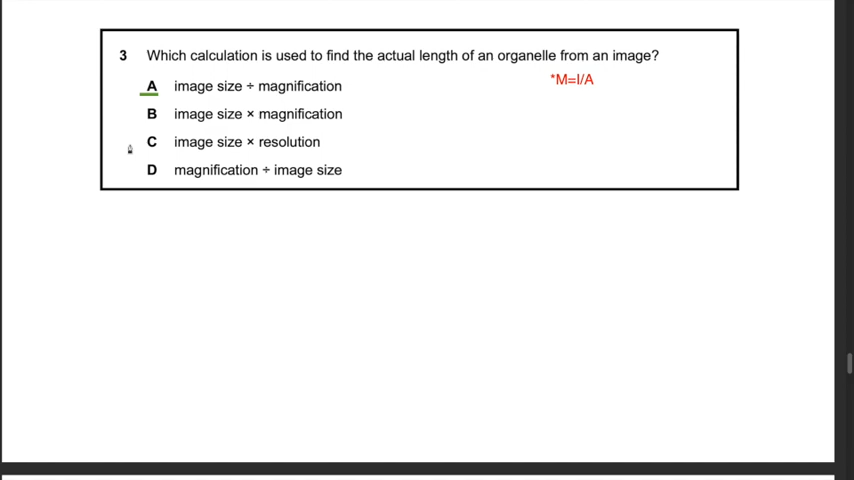 3 Which calculation is used to find the actual length of an organelle from an image?
*M=I/A
A image size ÷ magnification
B image size × magnification
C image size × resolution
D magnification ÷ image size